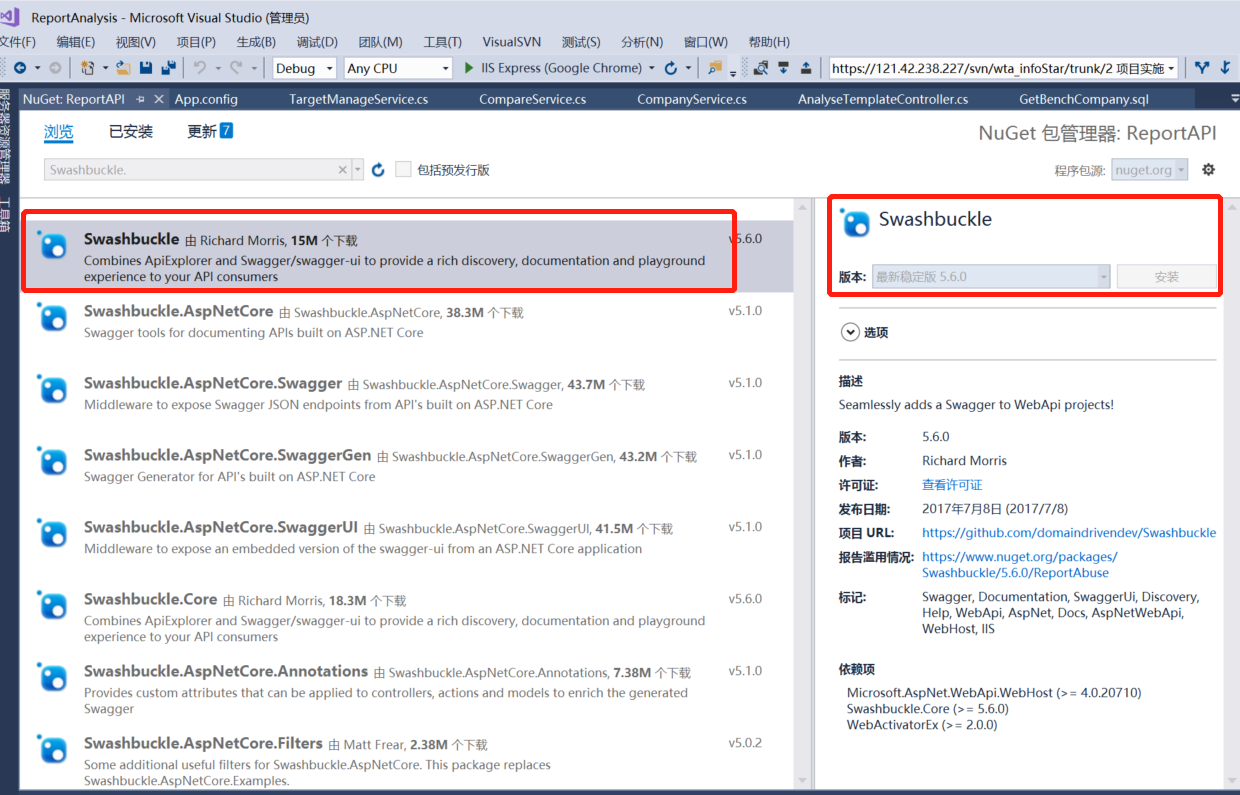 ReportAnalysis - Microsoft Visual Studio (管理员)
文件(F) 编辑(E) 视图(V) 项目(P) 生成(B) 调试(D) 团队(M) 工具(T) VisualSVN 测试(S) 分析(N) 窗口(W) 帮助(H)
Debug Any CPU IIS Express (Google Chrome) https://121.42.238.227/svn/wta_infoStar/trunk/2 项目实施
服务器资源管理器
工具箱
NuGet: ReportAPI App.config TargetManageService.cs CompareService.cs CompanyService.cs AnalyseTemplateController.cs GetBenchCompany.sql
浏览 已安装 更新 7
NuGet 包管理器: ReportAPI
Swashbuckle. 包括预发行版
程序包源: nuget.org
Swashbuckle 由 Richard Morris, 15M 个下载
v5.6.0
Combines ApiExplorer and Swagger/swagger-ui to provide a rich discovery, documentation and playground
experience to your API consumers
Swashbuckle.AspNetCore 由 Swashbuckle.AspNetCore, 38.3M 个下载
v5.1.0
Swagger tools for documenting APIs built on ASP.NET Core
Swashbuckle.AspNetCore.Swagger 由 Swashbuckle.AspNetCore.Swagger, 43.7M 个下载
v5.1.0
Middleware to expose Swagger JSON endpoints from API's built on ASP.NET Core
Swashbuckle.AspNetCore.SwaggerGen 由 Swashbuckle.AspNetCore.SwaggerGen, 43.2M 个下载
v5.1.0
Swagger Generator for API's built on ASP.NET Core
Swashbuckle.AspNetCore.SwaggerUI 由 Swashbuckle.AspNetCore.SwaggerUI, 41.5M 个下载
v5.1.0
Middleware to expose an embedded version of the swagger-ui from an ASP.NET Core application
Swashbuckle.Core 由 Richard Morris, 18.3M 个下载
v5.6.0
Combines ApiExplorer and Swagger/swagger-ui to provide a rich discovery, documentation and playground
experience to your API consumers
Swashbuckle.AspNetCore.Annotations 由 Swashbuckle.AspNetCore.Annotations, 7.38M 个下载
v5.1.0
Provides custom attributes that can be applied to controllers, actions and models to enrich the generated
Swagger
Swashbuckle.AspNetCore.Filters 由 Matt Frear, 2.38M 个下载
v5.0.2
Some additional useful filters for Swashbuckle.AspNetCore. This package replaces
Swashbuckle.AspNetCore.Examples.
Swashbuckle
版本: 最新稳定版 5.6.0 安装
选项
描述
Seamlessly adds a Swagger to WebApi projects!
版本: 5.6.0
作者: Richard Morris
许可证: 查看许可证
发布日期: 2017年7月8日 (2017/7/8)
项目 URL: https://github.com/domaindrivendev/Swashbuckle
报告滥用情况: https://www.nuget.org/packages/
Swashbuckle/5.6.0/ReportAbuse
标记: Swagger, Documentation, SwaggerUi, Discovery,
Help, WebApi, AspNet, Docs, AspNetWebApi,
WebHost, IIS
依赖项
Microsoft.AspNet.WebApi.WebHost (>= 4.0.20710)
Swashbuckle.Core (>= 5.6.0)
WebActivatorEx (>= 2.0.0)